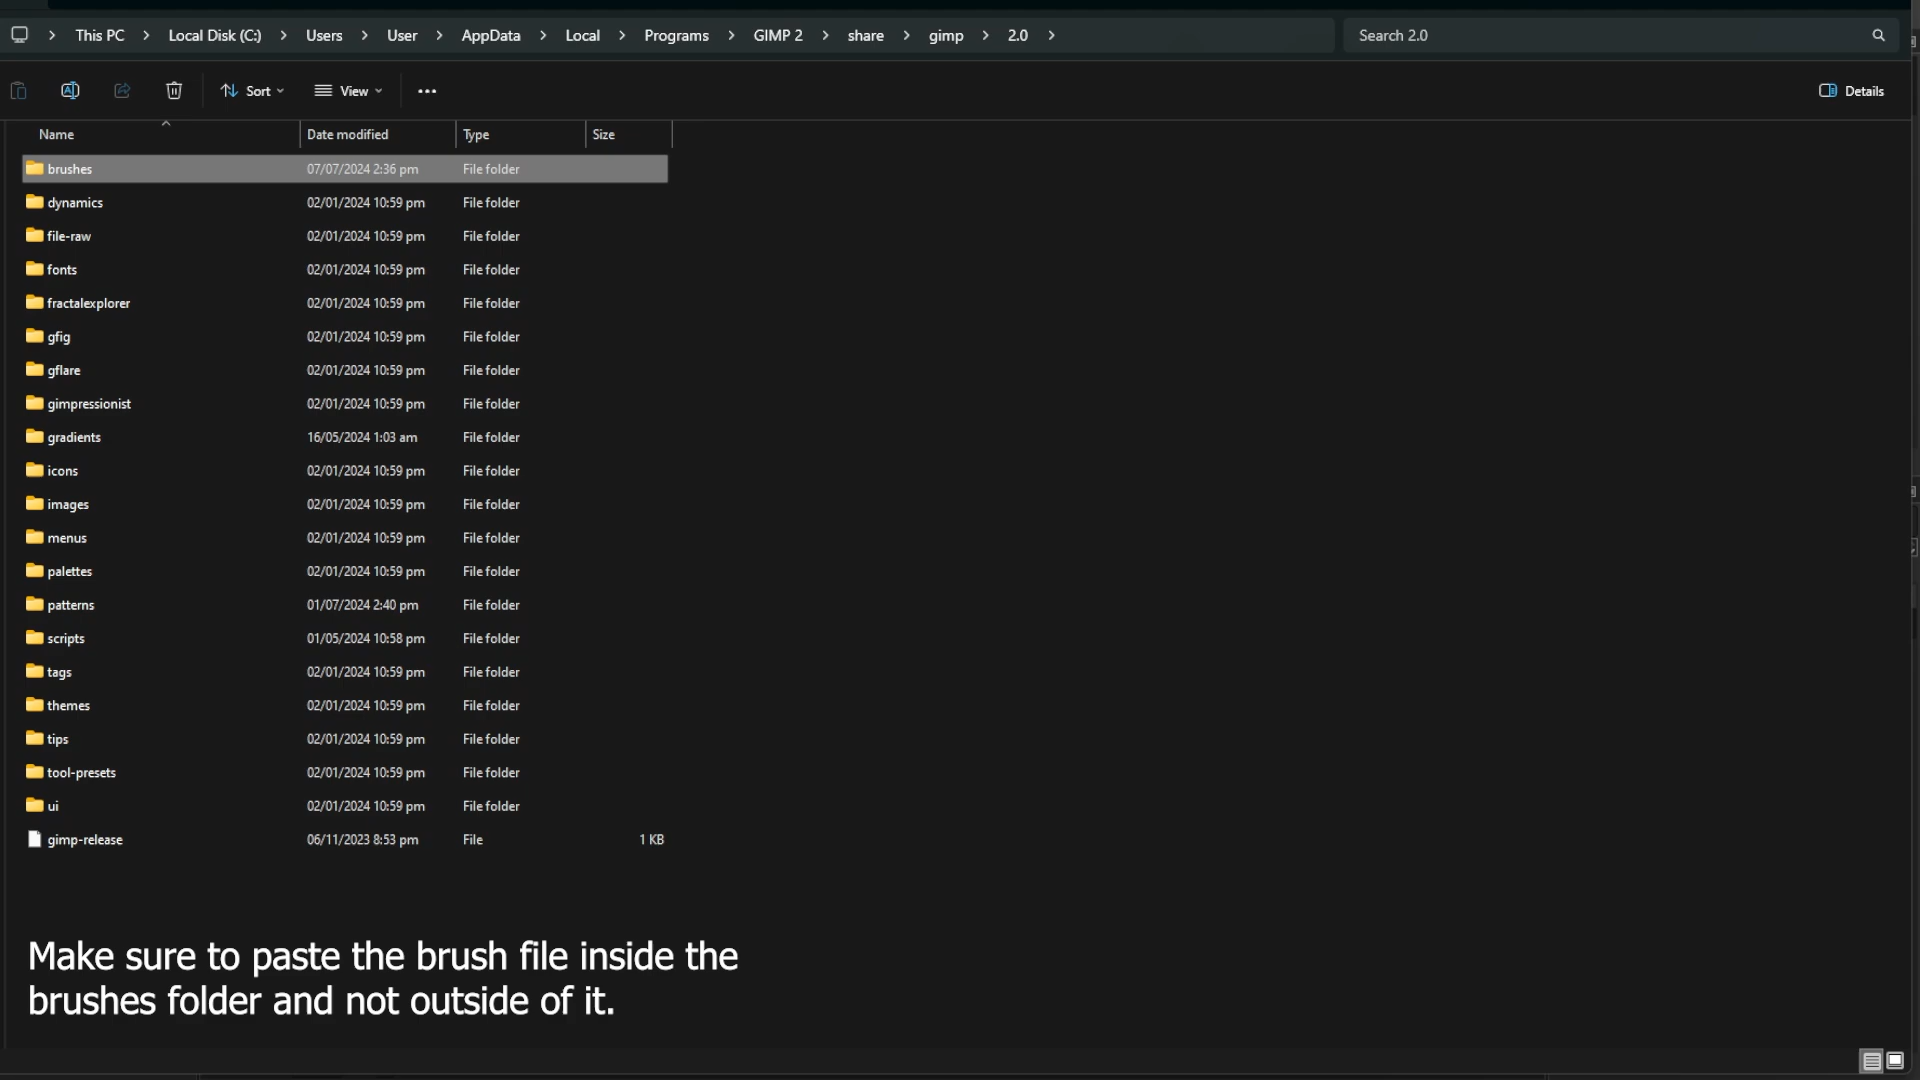 This PC > Local Disk (C:) > Users > User > AppData > Local > Programs > GIMP 2 > share > gimp > 2.0 > Search 2.0
Sort View ... Details
Name Date modified Type Size
brushes 07/07/2024 2:36 pm File folder
dynamics 02/01/2024 10:59 pm File folder
file-raw 02/01/2024 10:59 pm File folder
fonts 02/01/2024 10:59 pm File folder
fractalexplorer 02/01/2024 10:59 pm File folder
gfig 02/01/2024 10:59 pm File folder
gflare 02/01/2024 10:59 pm File folder
gimpressionist 02/01/2024 10:59 pm File folder
gradients 16/05/2024 1:03 am File folder
icons 02/01/2024 10:59 pm File folder
images 02/01/2024 10:59 pm File folder
menus 02/01/2024 10:59 pm File folder
palettes 02/01/2024 10:59 pm File folder
patterns 01/07/2024 2:40 pm File folder
scripts 01/05/2024 10:58 pm File folder
tags 02/01/2024 10:59 pm File folder
themes 02/01/2024 10:59 pm File folder
tips 02/01/2024 10:59 pm File folder
tool-presets 02/01/2024 10:59 pm File folder
ui 02/01/2024 10:59 pm File folder
gimp-release 06/11/2023 8:53 pm File 1 KB
Make sure to paste the brush file inside the
brushes folder and not outside of it.